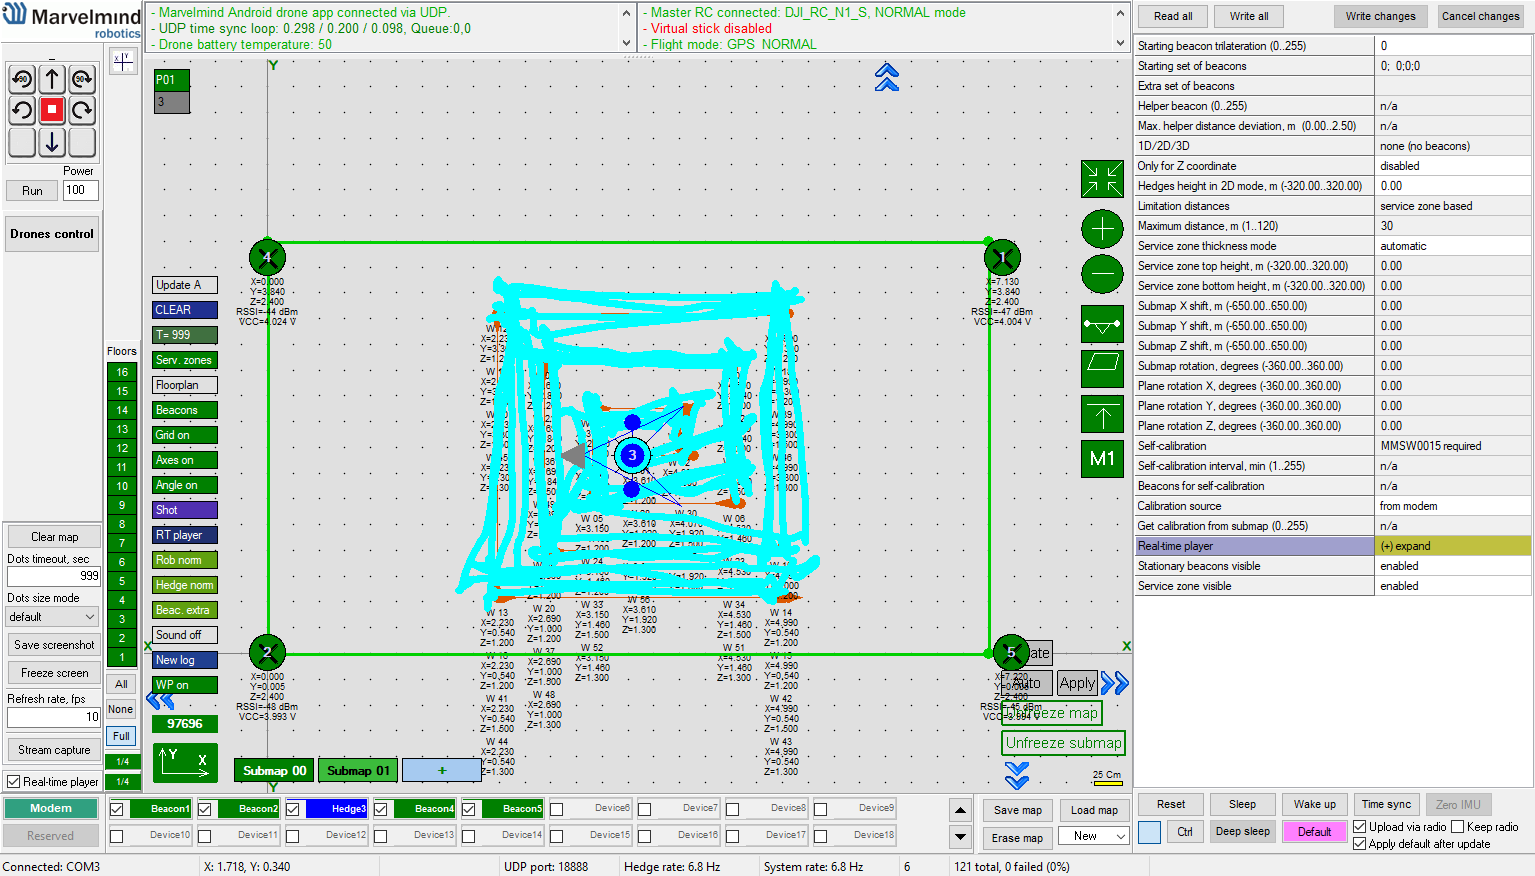 Marvelmind
robotics
- Marvelmind Android drone app connected via UDP.
- UDP time sync loop: 0.298 / 0.200 / 0.098, Queue:0,0
- Drone battery temperature: 50
- Master RC connected: DJI_RC_N1_S, NORMAL mode
- Virtual stick disabled
- Flight mode: GPS_NORMAL
Read all
Write all
Write changes
Cancel changes
90
90
Power
Run
100
Drones control
Floors
16
15
14
13
12
11
10
9
8
7
6
5
4
3
2
1
All
None
Full
1/4
1/4
Clear map
Dots timeout, sec
999
Dots size mode
default
Save screenshot
Freeze screen
Refresh rate, fps
10
Stream capture
Real-time player
Modem
Reserved
P01
3
Y
Update A
CLEAR
T= 999
Serv. zones
Floorplan
Beacons
Grid on
Axes on
Angle on
Shot
RT player
Rob norm
Hedge norm
Beac. extra
Sound off
New log
WP on
97696
Y X
4
X=0.000
Y=3.840
Z=2.400
RSSI=-44 dBm
VCC=4.024 V
1
X=7.130
Y=3.840
Z=2.400
RSSI=-47 dBm
VCC=4.004 V
3
2
X=0.000
Y=0.005
Z=2.400
RSSI=-48 dBm
VCC=3.993 V
5
X=7.220
RSSI=-45 dBm
W 13
X=2.230
Y=0.540
Z=1.200
W 20
X=2.690
Y=1.000
Z=1.200
W 33
X=3.150
Y=1.460
Z=1.500
W 56
X=3.610
Y=1.920
Z=1.300
W 34
X=4.530
Y=1.460
Z=1.500
W 14
X=4.990
Y=0.540
Z=1.200
W 37
X=2.690
Y=1.000
Z=1.500
W 52
X=3.150
Y=1.460
Z=1.300
W 51
X=4.530
Y=1.460
Z=1.300
W 15
X=4.990
Y=0.540
Z=1.200
W 41
X=2.230
Y=0.540
Z=1.500
W 48
X=2.690
Y=1.000
Z=1.300
W 42
X=4.990
Y=0.540
Z=1.500
W 44
X=2.230
Y=0.540
Z=1.300
W 43
X=4.990
Y=0.540
Z=1.300
W 05
X=3.150
W 30
W 06
X
X
Y
M1
Auto
Apply
Unfreeze map
Unfreeze submap
25 Cm
Submap 00
Submap 01
+
Starting beacon trilateration (0..255) 0
Starting set of beacons 0; 0;0;0
Extra set of beacons
Helper beacon (0..255) n/a
Max. helper distance deviation, m (0.00..2.50) n/a
1D/2D/3D none (no beacons)
Only for Z coordinate disabled
Hedges height in 2D mode, m (-320.00..320.00) 0.00
Limitation distances service zone based
Maximum distance, m (1..120) 30
Service zone thickness mode automatic
Service zone top height, m (-320.00..320.00) 0.00
Service zone bottom height, m (-320.00..320.00) 0.00
Submap X shift, m (-650.00..650.00) 0.00
Submap Y shift, m (-650.00..650.00) 0.00
Submap Z shift, m (-650.00..650.00) 0.00
Submap rotation, degrees (-360.00..360.00) 0.00
Plane rotation X, degrees (-360.00..360.00) 0.00
Plane rotation Y, degrees (-360.00..360.00) 0.00
Plane rotation Z, degrees (-360.00..360.00) 0.00
Self-calibration MMSW0015 required
Self-calibration interval, min (1..255) n/a
Beacons for self-calibration n/a
Calibration source from modem
Get calibration from submap (0..255) n/a
Real-time player (+) expand
Stationary beacons visible enabled
Service zone visible enabled
Beacon1
Beacon2
Hedge3
Beacon4
Beacon5
Device6
Device7
Device8
Device9
Device10
Device11
Device12
Device13
Device14
Device15
Device16
Device17
Device18
Save map
Load map
Erase map
New
Reset
Sleep
Wake up
Time sync
Zero IMU
Ctrl
Deep sleep
Default
Upload via radio
Keep radio
Apply default after update
Connected: COM3
X: 1.718, Y: 0.340
UDP port: 18888
Hedge rate: 6.8 Hz
System rate: 6.8 Hz
6
121 total, 0 failed (0%)